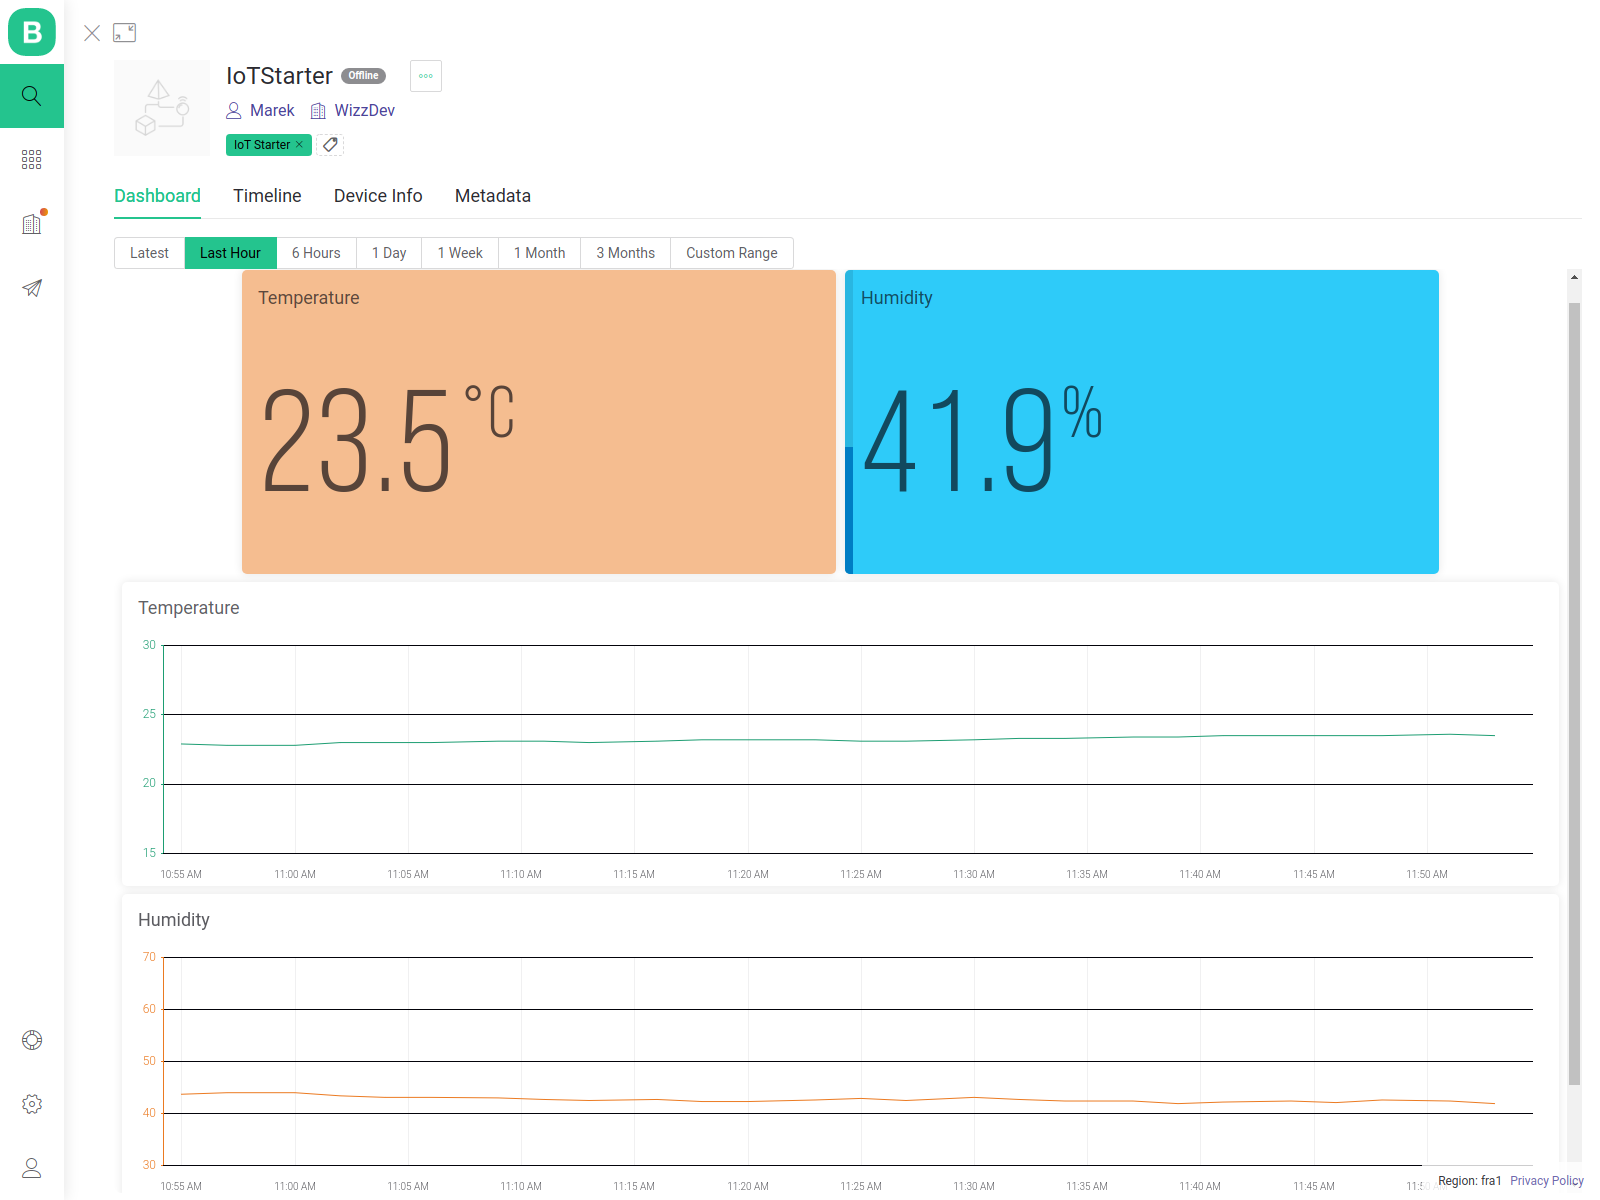 B
IoTStarter Offline
Marek WizzDev
IoT Starter ×
Dashboard Timeline Device Info Metadata
Latest Last Hour 6 Hours 1 Day 1 Week 1 Month 3 Months Custom Range
Temperature
23.5 °C
Humidity
41.9 %
Temperature
30
25
20
15
10:55 AM 11:00 AM 11:05 AM 11:10 AM 11:15 AM 11:20 AM 11:25 AM 11:30 AM 11:35 AM 11:40 AM 11:45 AM 11:50 AM
Humidity
70
60
50
40
30
10:55 AM 11:00 AM 11:05 AM 11:10 AM 11:15 AM 11:20 AM 11:25 AM 11:30 AM 11:35 AM 11:40 AM 11:45 AM
Region: fra1 Privacy Policy